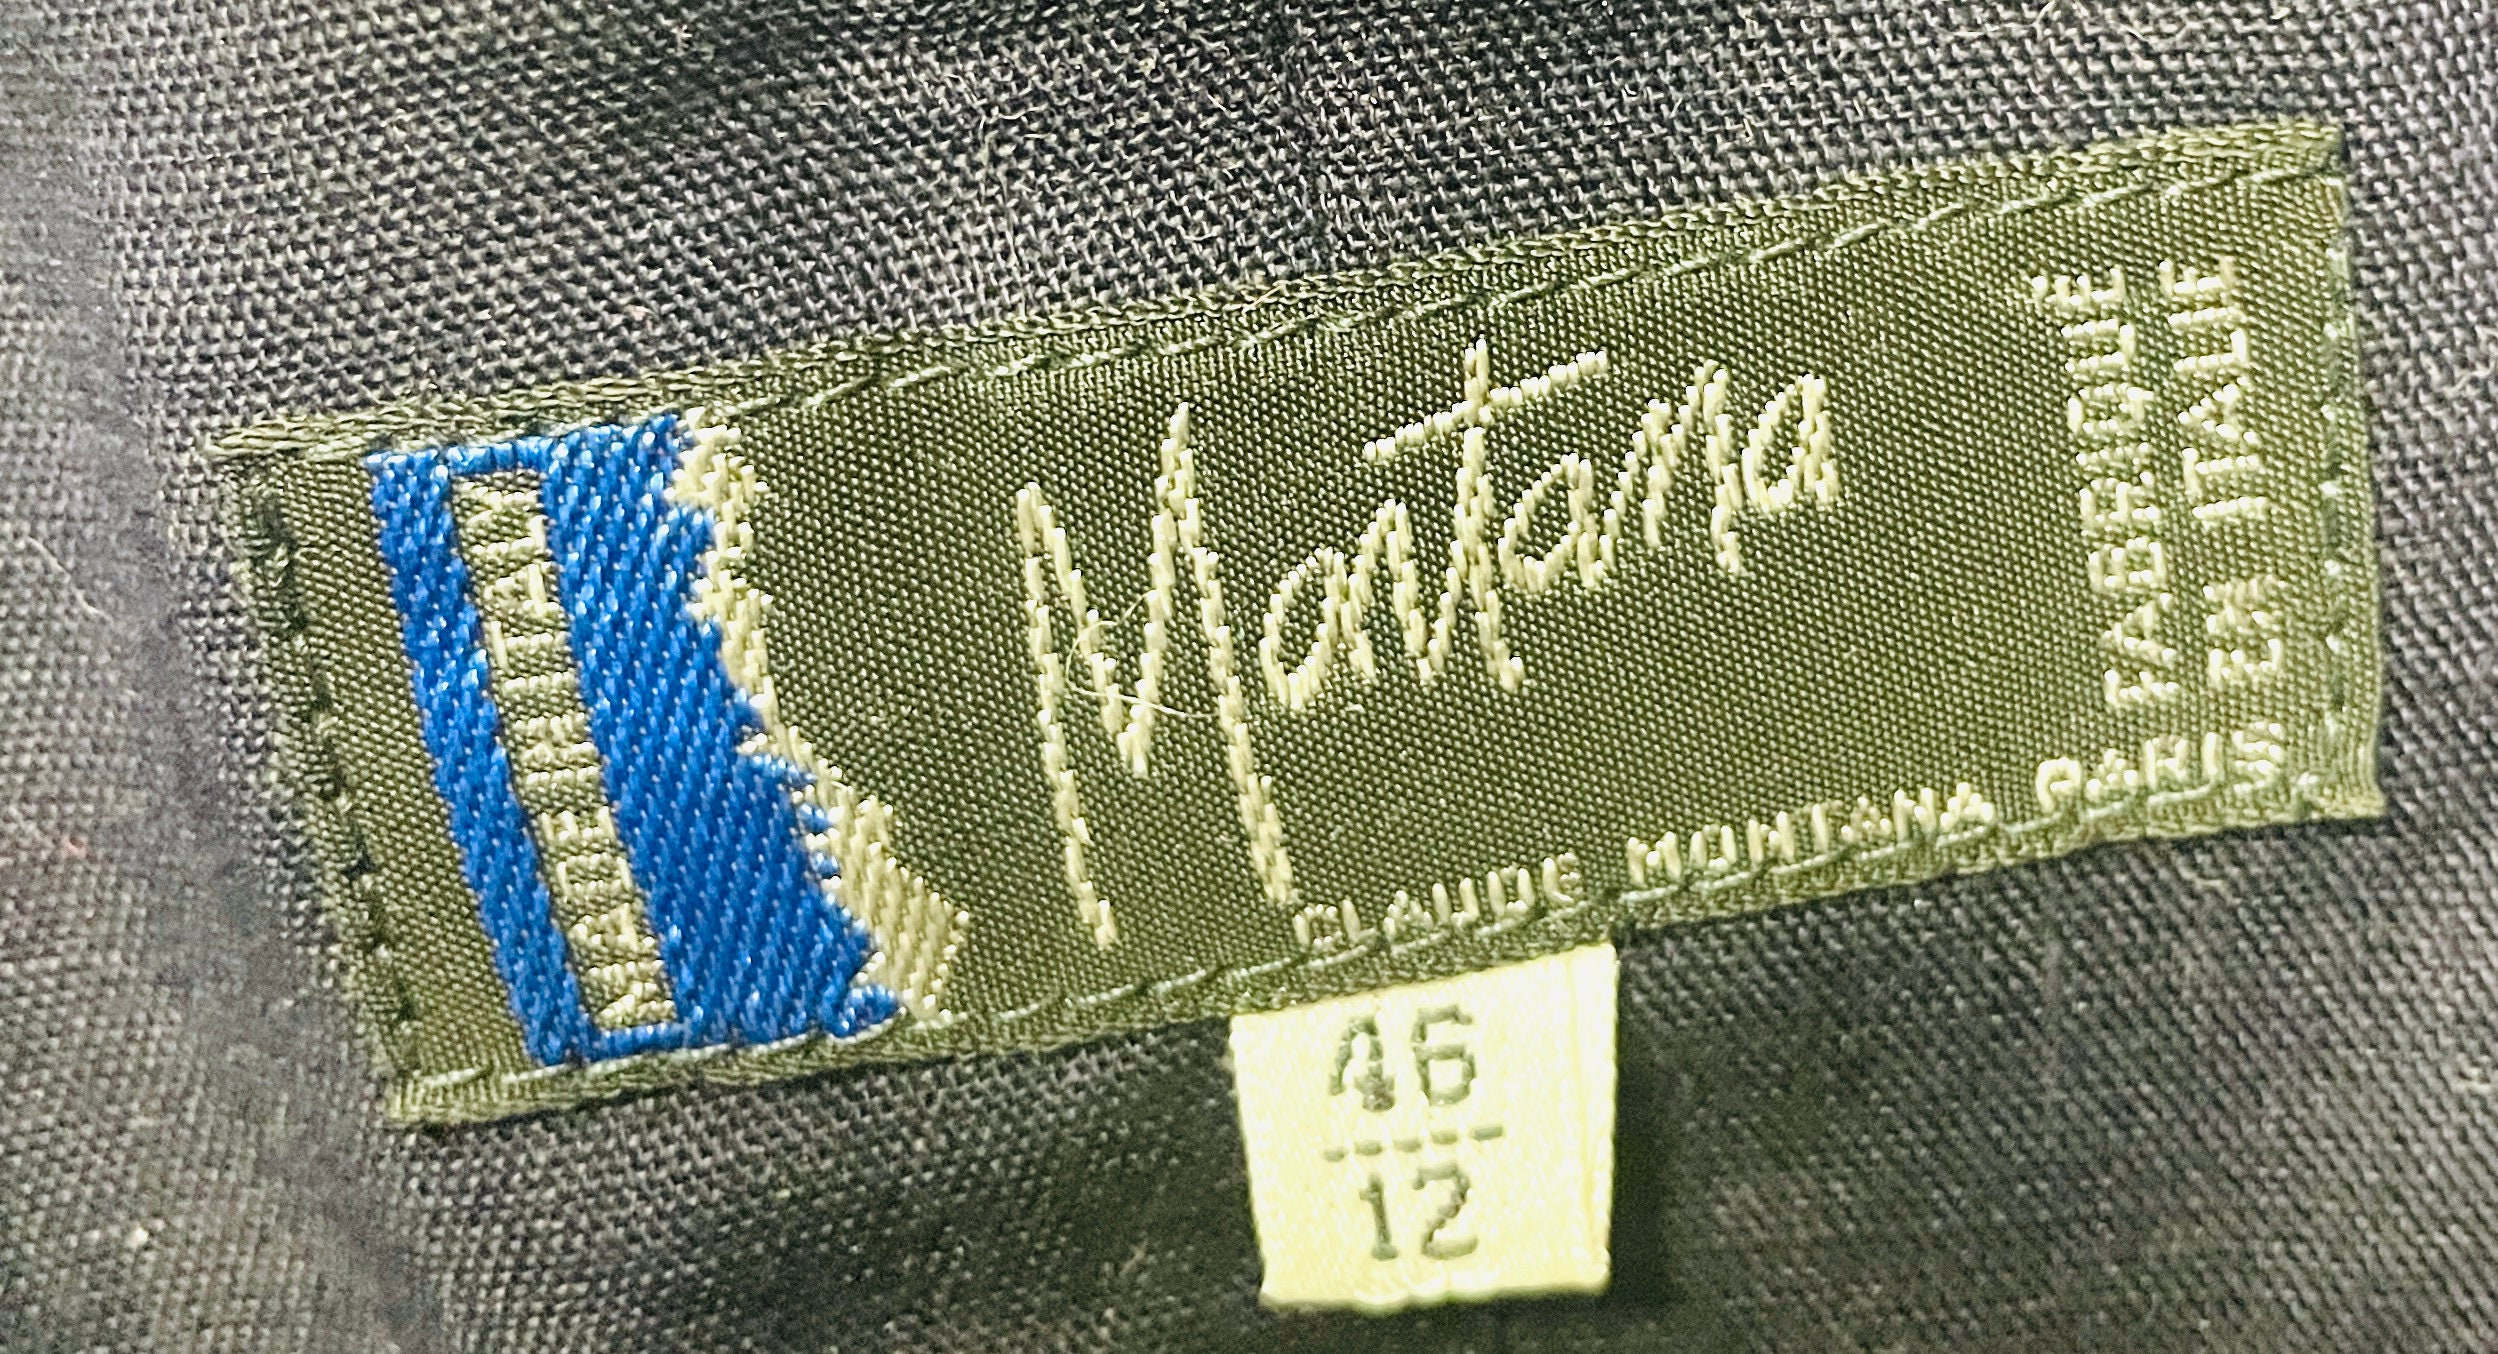 Montana
FABRIQUE
EN ITALIE
CLAUDE MONTANA PARIS
46
12